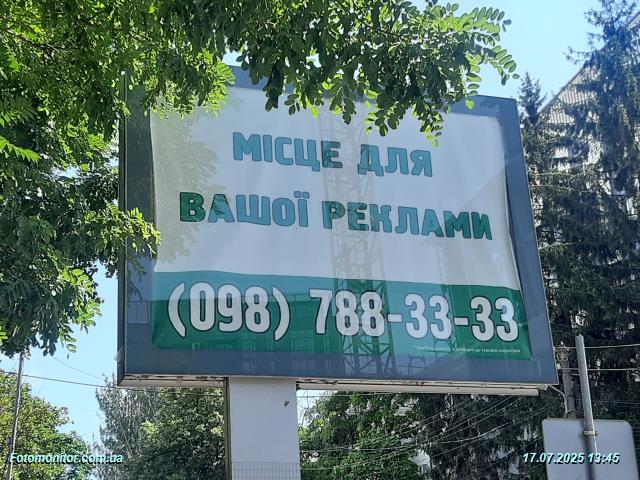 МІСЦЕ ДЛЯ
ВАШОЇ РЕКЛАМИ
(098) 788-33-33
Fotomonitor.com.ua
17.07.2025 13:45